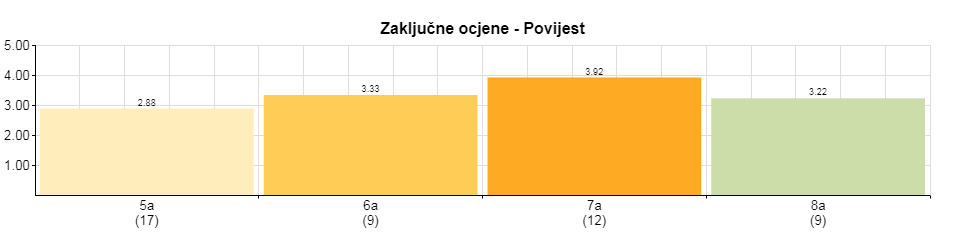 Zaključne ocjene - Povijest
5.00
4.00
3.00
2.00
1.00
2.88
3.33
3.92
3.22
5a
(17)
6a
(9)
7a
(12)
8a
(9)